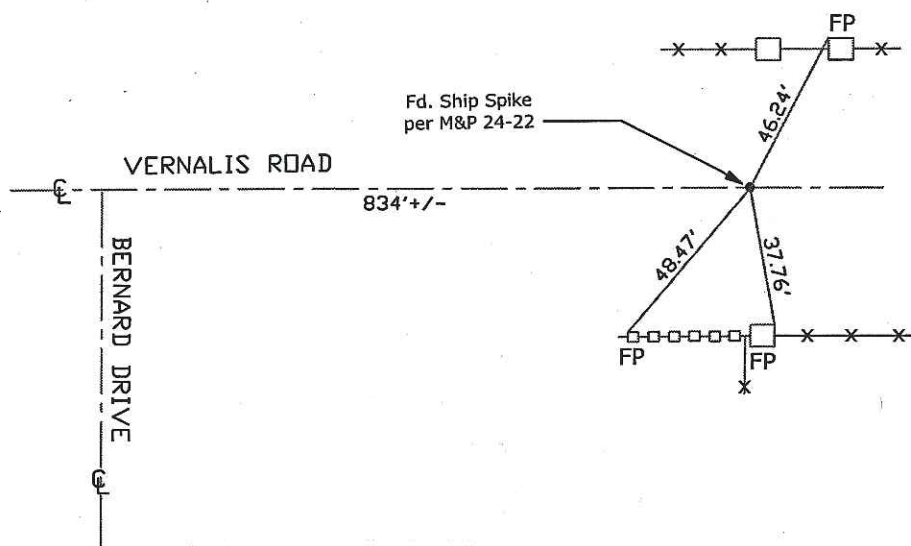 FP
Fd. Ship Spike
per M&P 24-22
46.24'
VERNALIS ROAD
℄
834'+/-
BERNARD DRIVE
48.47'
37.76'
FP
FP
℄